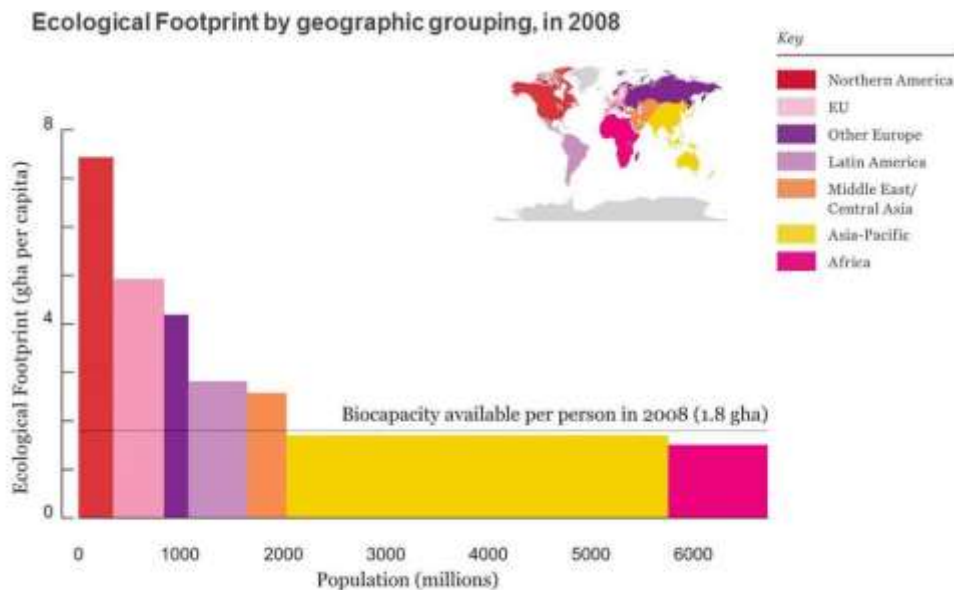 Ecological Footprint by geographic grouping, in 2008
Key
Northern America
EU
Other Europe
Latin America
Middle East/
Central Asia
Asia-Pacific
Africa
Ecological Footprint (gha per capita)
8
4
0
Biocapacity available per person in 2008 (1.8 gha)
0 1000 2000 3000 4000 5000 6000
Population (millions)